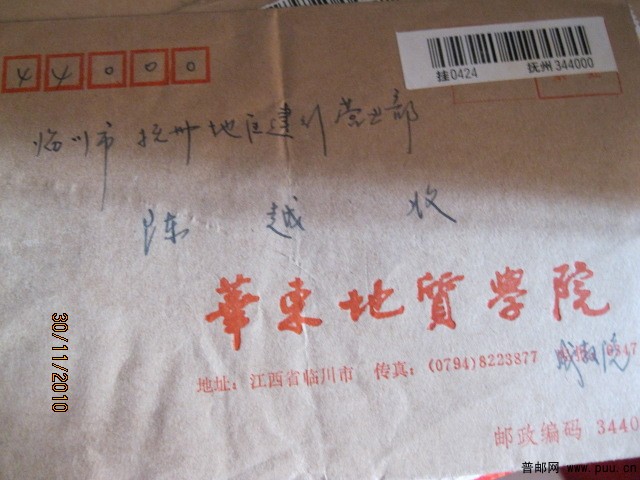 44000
挂0424 抚州 344000
临川市 抚州地区建行营业部
陈 越 收
華東地質學院
地址：江西省临川市 传真：(0794)8223877
邮政编码 3440
30/11/2010
普邮网 www.puu.cn